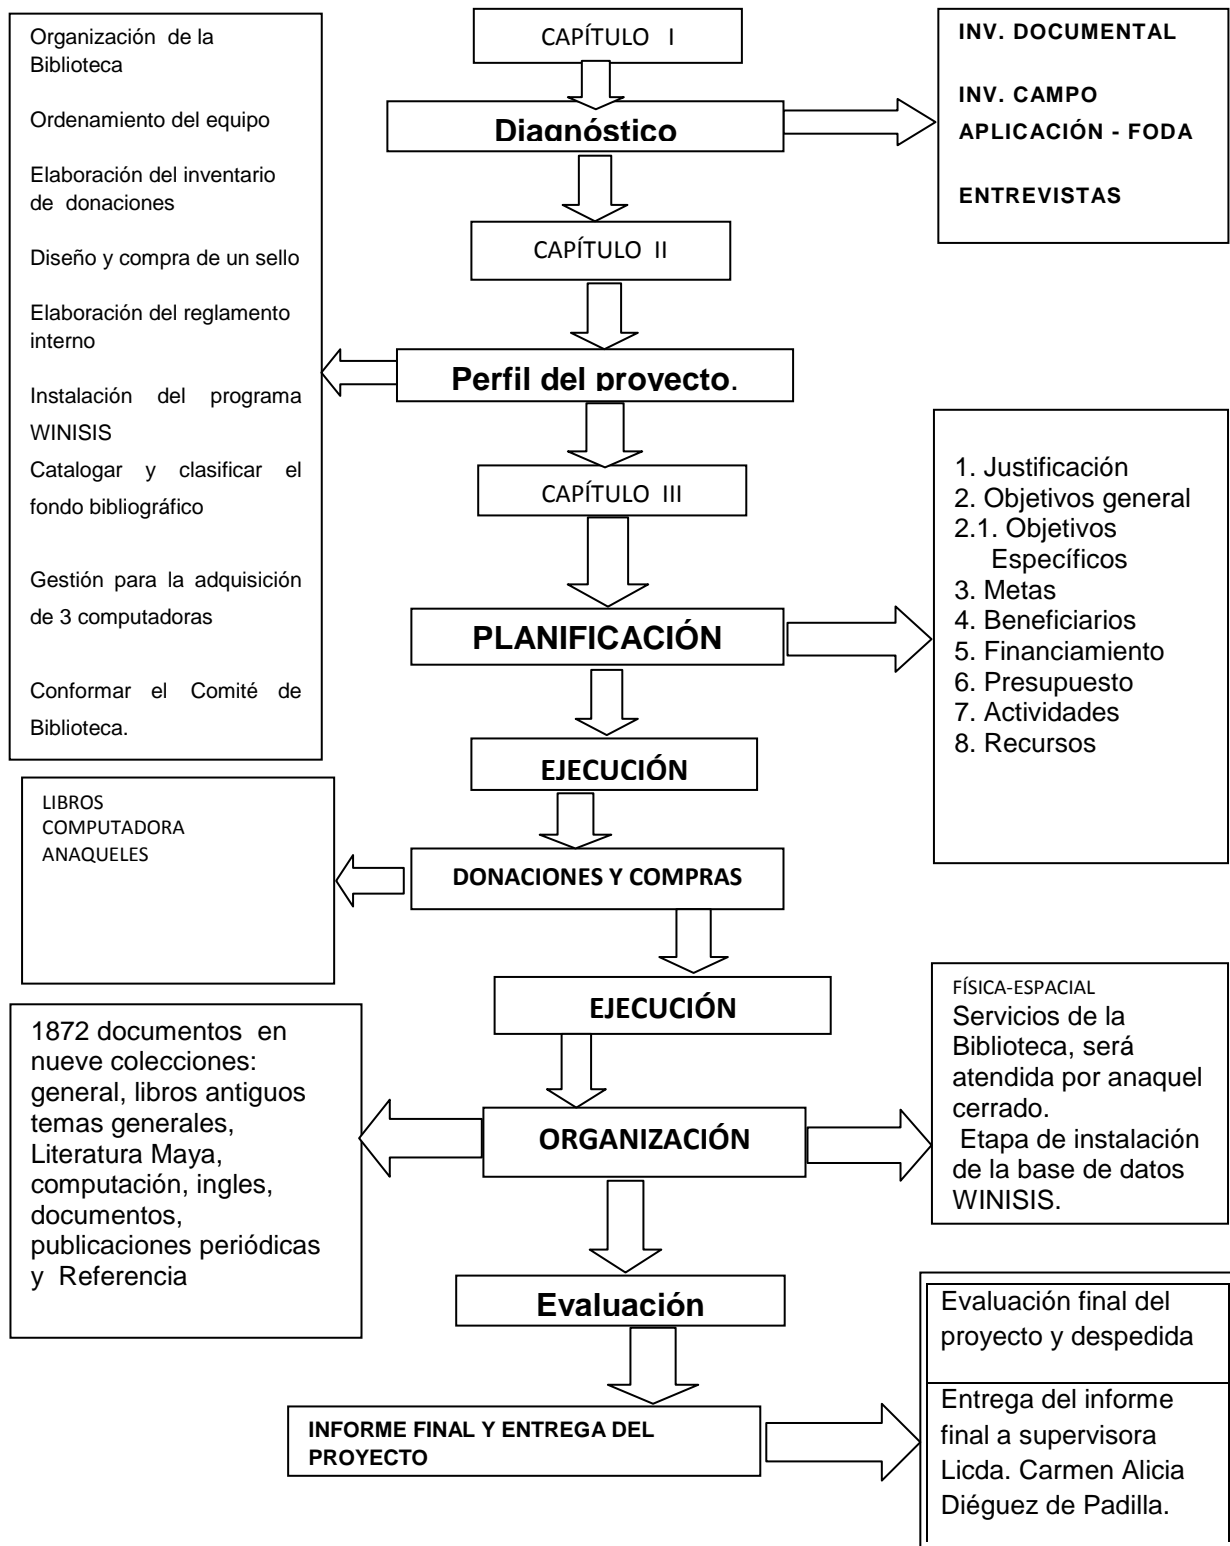 CAPÍTULO I
Diagnóstico
INV. DOCUMENTAL
INV. CAMPO
APLICACIÓN - FODA
ENTREVISTAS
CAPÍTULO II
Perfil del proyecto.
Organización de la
Biblioteca
Ordenamiento del equipo
Elaboración del inventario
de donaciones
Diseño y compra de un sello
Elaboración del reglamento
interno
Instalación del programa
WINISIS
Catalogar y clasificar el
fondo bibliográfico
Gestión para la adquisición
de 3 computadoras
Conformar el Comité de
Biblioteca.
CAPÍTULO III
PLANIFICACIÓN
1. Justificación
2. Objetivos general
2.1. Objetivos
Específicos
3. Metas
4. Beneficiarios
5. Financiamiento
6. Presupuesto
7. Actividades
8. Recursos
EJECUCIÓN
DONACIONES Y COMPRAS
LIBROS
COMPUTADORA
ANAQUELES
EJECUCIÓN
ORGANIZACIÓN
1872 documentos en
nueve colecciones:
general, libros antiguos
temas generales,
Literatura Maya,
computación, ingles,
documentos,
publicaciones periódicas
y Referencia
FÍSICA-ESPACIAL
Servicios de la
Biblioteca, será
atendida por anaquel
cerrado.
Etapa de instalación
de la base de datos
WINISIS.
Evaluación
INFORME FINAL Y ENTREGA DEL
PROYECTO
Evaluación final del
proyecto y despedida
Entrega del informe
final a supervisora
Licda. Carmen Alicia
Diéguez de Padilla.